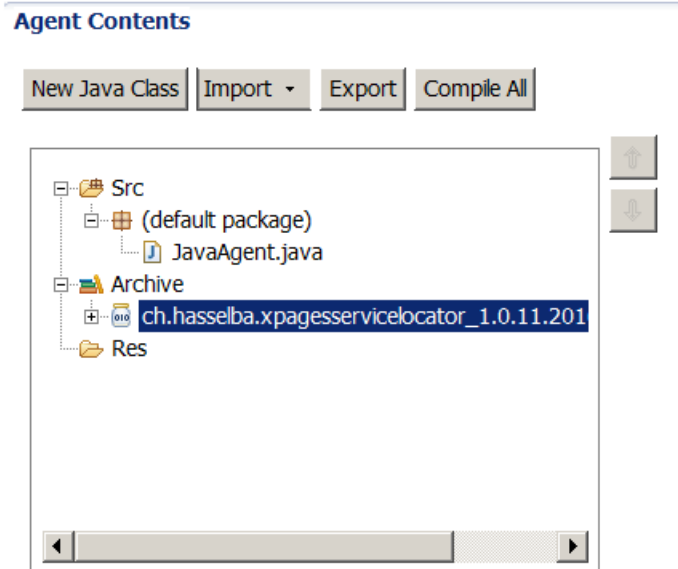 Agent Contents
New Java Class Import Export Compile All
Src
(default package)
JavaAgent.java
Archive
ch.hasselba.xpagesservicelocator_1.0.11.201
Res